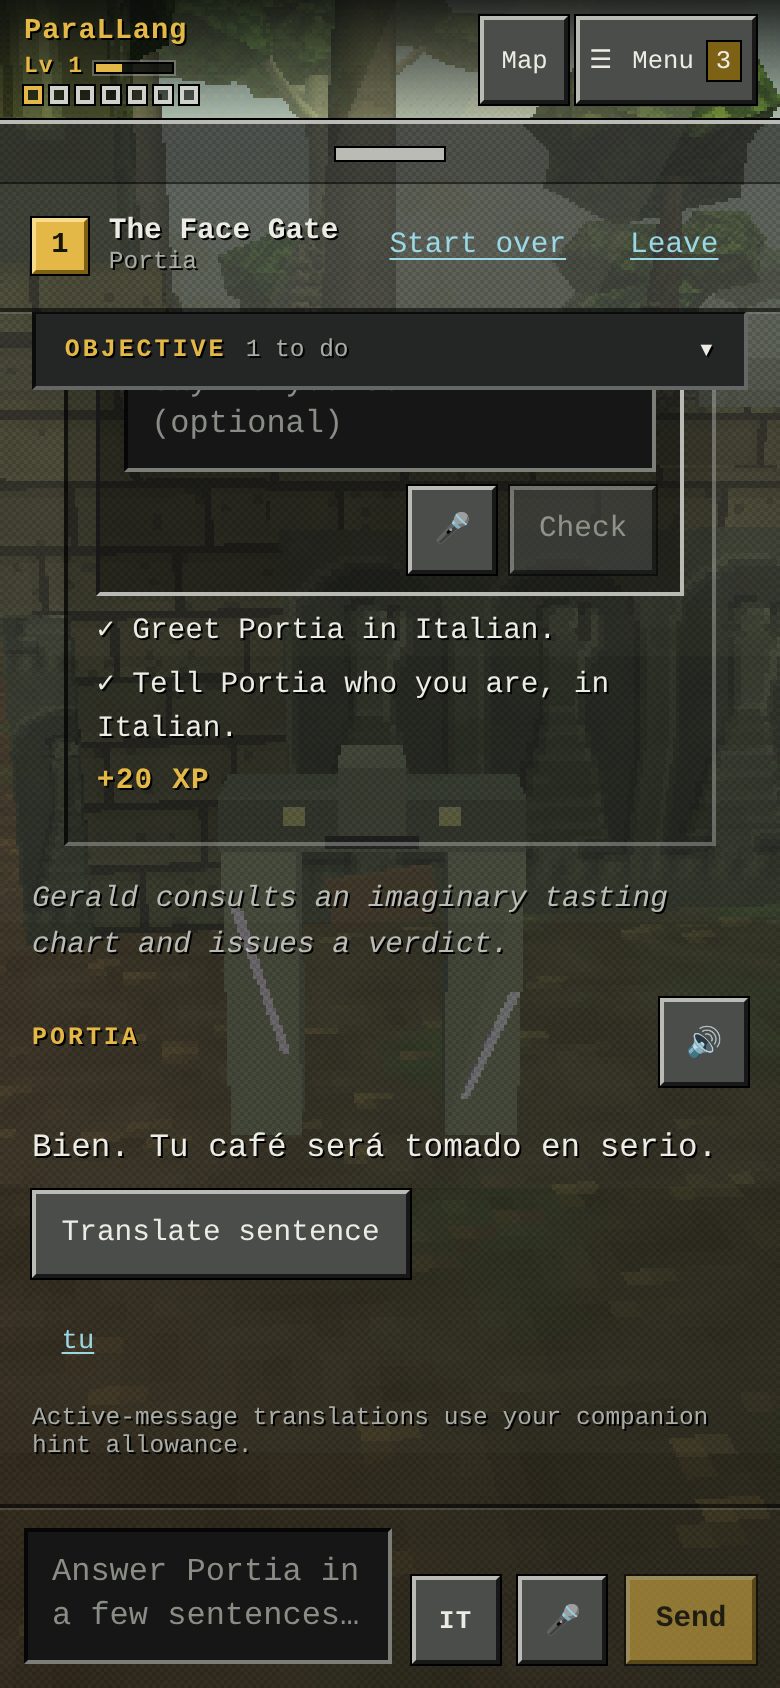 ParaLLang
Lv 1
Map
☰ Menu 3
1
The Face Gate
Portia
Start over
Leave
OBJECTIVE 1 to do ▼
(optional)
Check
✓ Greet Portia in Italian.
✓ Tell Portia who you are, in
Italian.
+20 XP
Gerald consults an imaginary tasting
chart and issues a verdict.
PORTIA
Bien. Tu café será tomado en serio.
Translate sentence
tu
Active-message translations use your companion
hint allowance.
Answer Portia in
a few sentences…
IT
Send